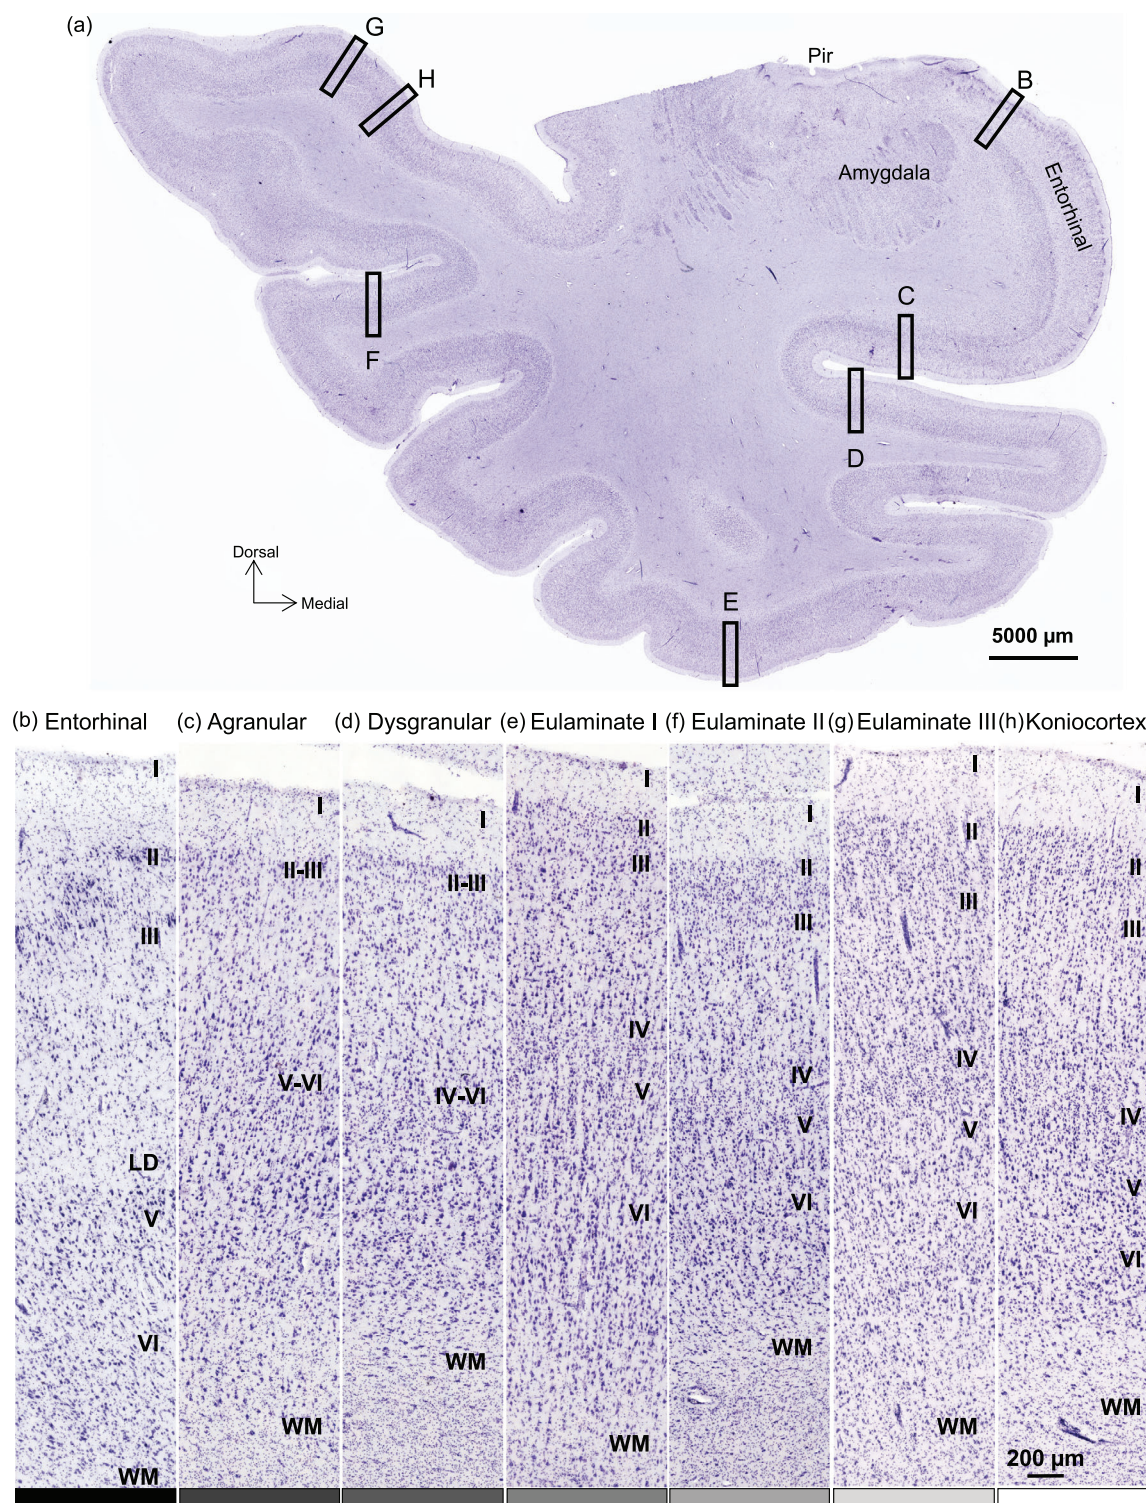 (a)
G
H
Pir
B
Amygdala
Entorhinal
C
F
D
Dorsal
Medial
E
5000 µm
(b) Entorhinal
(c) Agranular
(d) Dysgranular
(e) Eulaminate I
(f) Eulaminate II
(g) Eulaminate III
(h) Koniocortex
I
II
III
LD
V
VI
WM
I
II-III
V-VI
WM
I
II-III
IV-VI
WM
I
II
III
IV
V
VI
WM
I
II
III
IV
V
VI
WM
I
II
III
IV
V
VI
WM
I
II
III
IV
V
VI
WM
200 µm